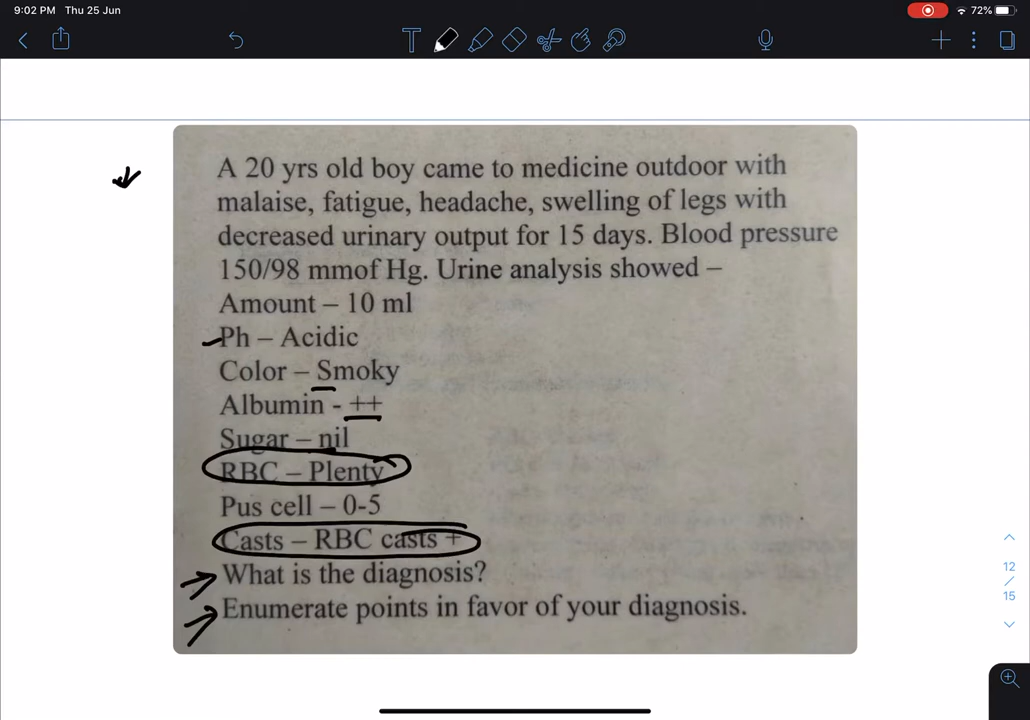 9:02 PM Thu 25 Jun
72%
T
A 20 yrs old boy came to medicine outdoor with
malaise, fatigue, headache, swelling of legs with
decreased urinary output for 15 days. Blood pressure
150/98 mmof Hg. Urine analysis showed –
Amount – 10 ml
Ph – Acidic
Color – Smoky
Albumin - ++
Sugar – nil
RBC – Plenty
Pus cell – 0-5
Casts – RBC casts +
What is the diagnosis?
Enumerate points in favor of your diagnosis.
12
/
15